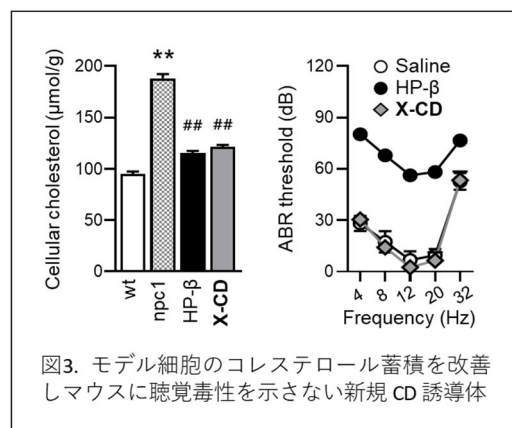 200
150
100
50
0
Cellular cholesterol (μmol/g)
**
##
##
wt
npc1
HP-β
X-CD
120
90
60
30
0
ABR threshold (dB)
Saline
HP-β
X-CD
4
8
12
20
32
Frequency (Hz)
図3. モデル細胞のコレステロール蓄積を改善
しマウスに聴覚毒性を示さない新規 CD 誘導体